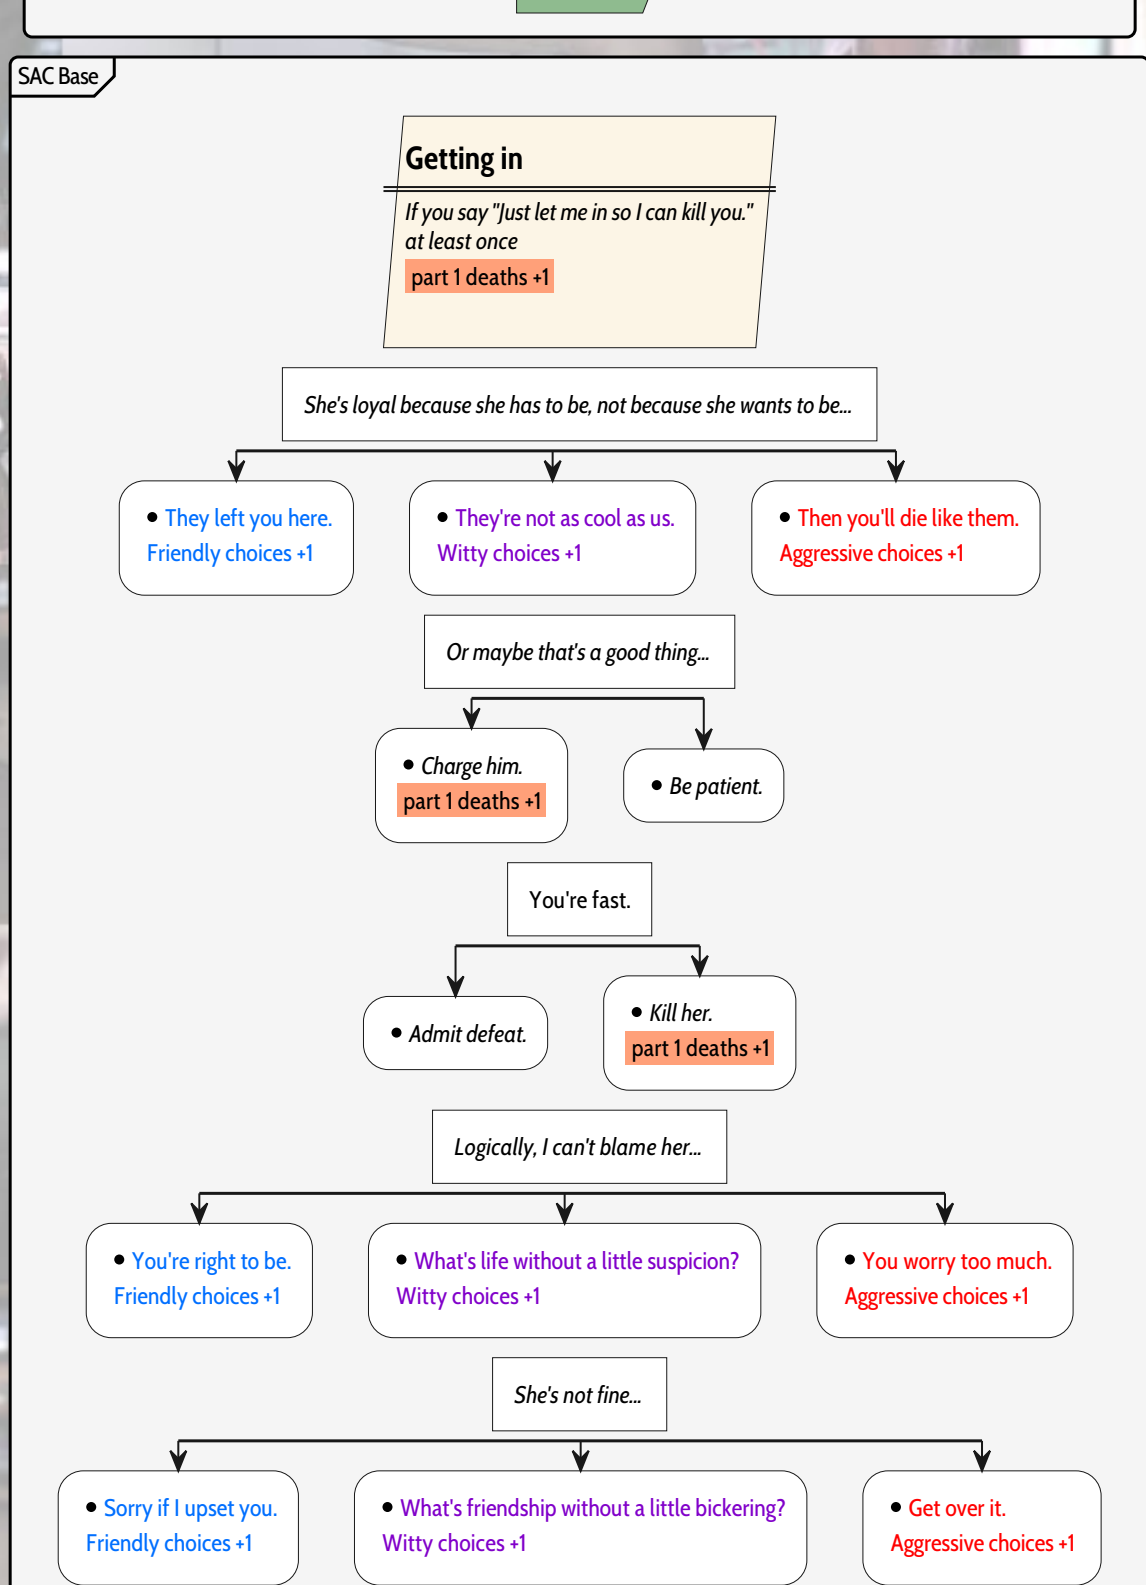 SAC Base
Getting in
If you say "Just let me in so I can kill you."
at least once
part 1 deaths +1
She's loyal because she has to be, not because she wants to be...
• They left you here.
Friendly choices +1
• They're not as cool as us.
Witty choices +1
• Then you'll die like them.
Aggressive choices +1
Or maybe that's a good thing...
• Charge him.
part 1 deaths +1
• Be patient.
You're fast.
• Admit defeat.
• Kill her.
part 1 deaths +1
Logically, I can't blame her...
• You're right to be.
Friendly choices +1
• What's life without a little suspicion?
Witty choices +1
• You worry too much.
Aggressive choices +1
She's not fine...
• Sorry if I upset you.
Friendly choices +1
• What's friendship without a little bickering?
Witty choices +1
• Get over it.
Aggressive choices +1